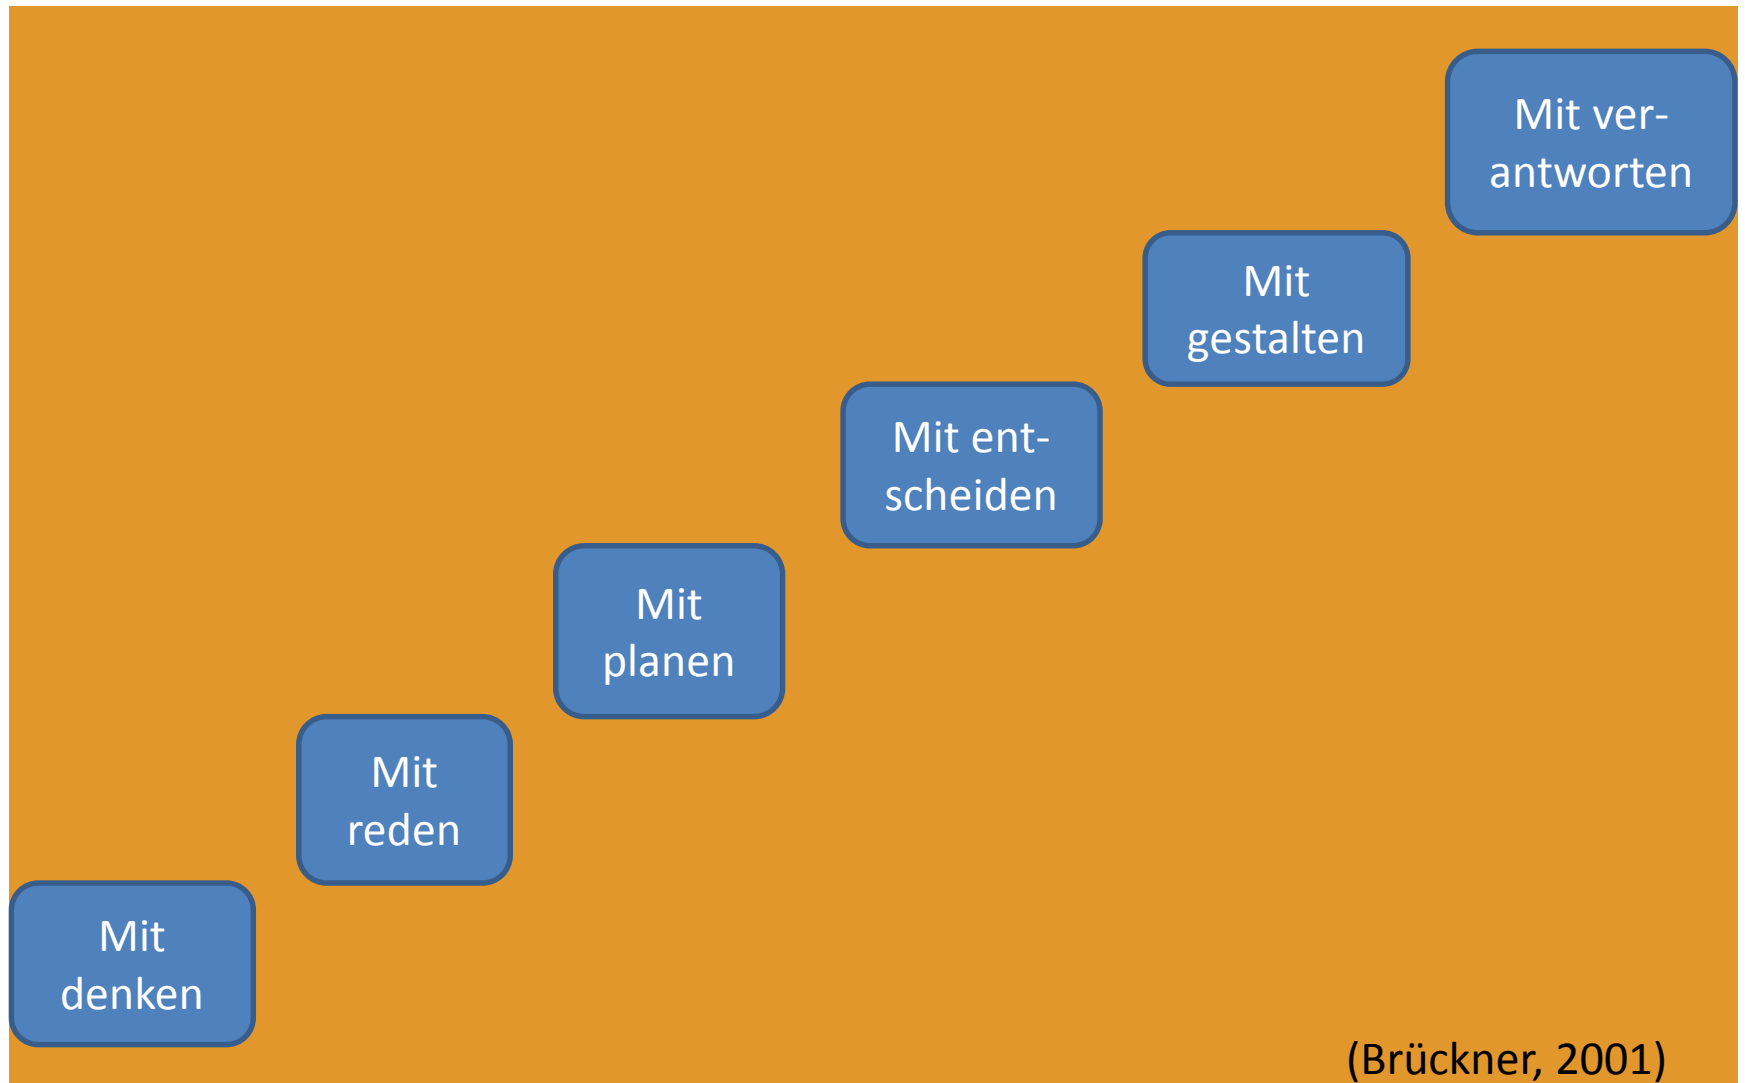 Mit ver-
antworten
Mit
gestalten
Mit ent-
scheiden
Mit
planen
Mit
reden
Mit
denken
(Brückner, 2001)